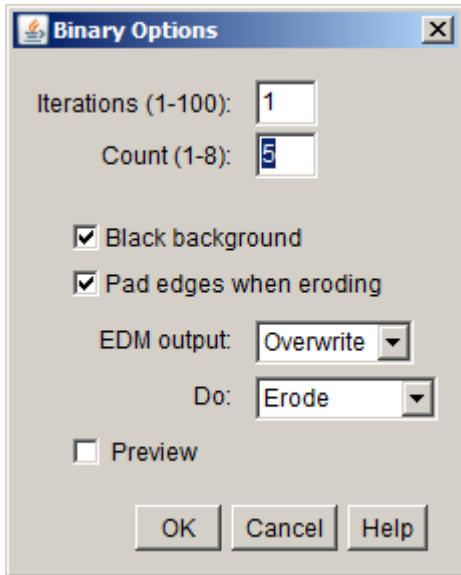 Binary Options
Iterations (1-100): 1
Count (1-8): 5
Black background
Pad edges when eroding
EDM output: Overwrite
Do: Erode
Preview
OK Cancel Help